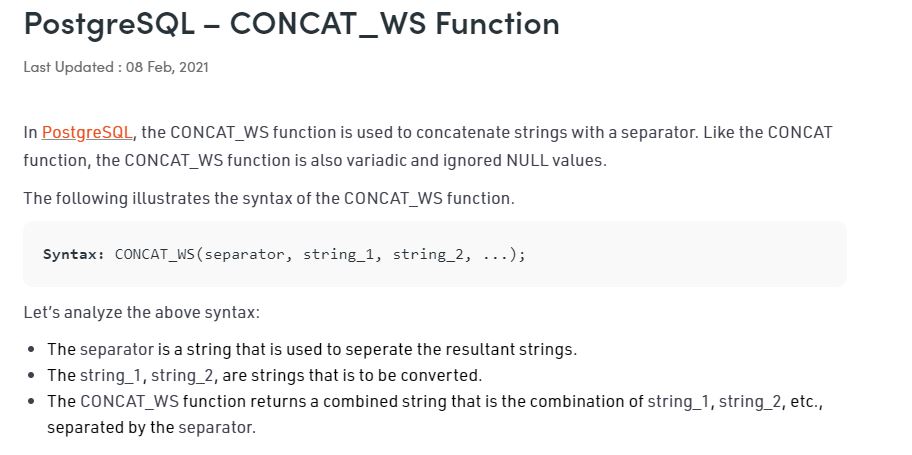 PostgreSQL – CONCAT_WS Function
Last Updated : 08 Feb, 2021
In PostgreSQL, the CONCAT_WS function is used to concatenate strings with a separator. Like the CONCAT
function, the CONCAT_WS function is also variadic and ignored NULL values.
The following illustrates the syntax of the CONCAT_WS function.
Syntax: CONCAT_WS(separator, string_1, string_2, ...);
Let's analyze the above syntax:
• The separator is a string that is used to seperate the resultant strings.
• The string_1, string_2, are strings that is to be converted.
• The CONCAT_WS function returns a combined string that is the combination of string_1, string_2, etc.,
separated by the separator.